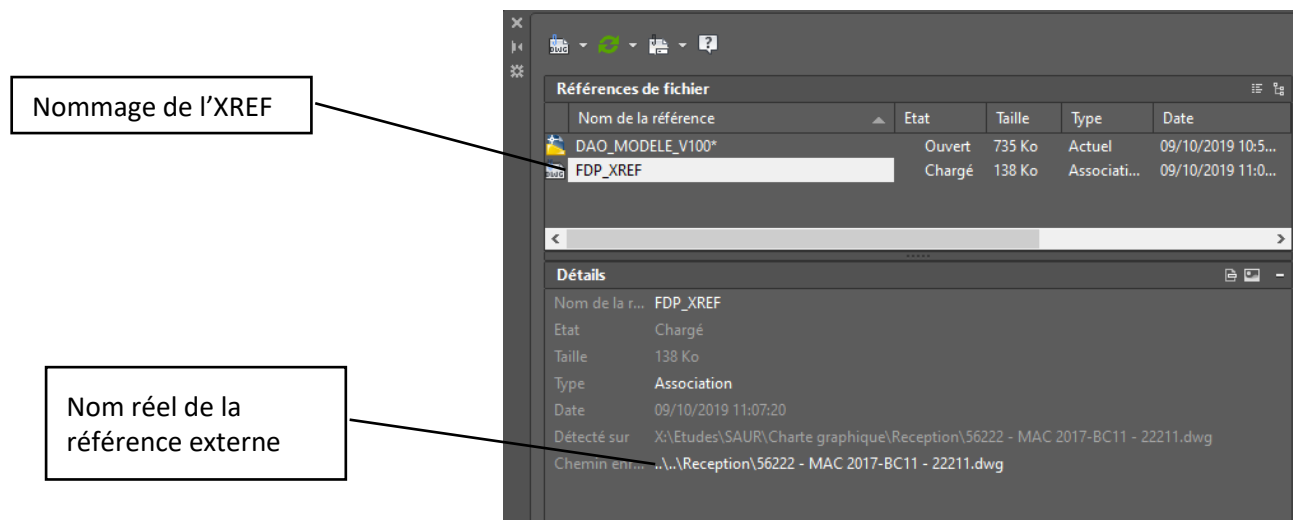 Nommage de l’XREF
Nom réel de la
référence externe
DWG
Références de fichier
Nom de la référence Etat Taille Type Date
DAO_MODELE_V100* Ouvert 735 Ko Actuel 09/10/2019 10:5...
DWG FDP_XREF Chargé 138 Ko Associati... 09/10/2019 11:0...
Détails
Nom de la r... FDP_XREF
Etat Chargé
Taille 138 Ko
Type Association
Date 09/10/2019 11:07:20
Détecté sur X:\Etudes\SAUR\Charte graphique\Reception\56222 - MAC 2017-BC11 - 22211.dwg
Chemin enr... ..\..\Reception\56222 - MAC 2017-BC11 - 22211.dwg